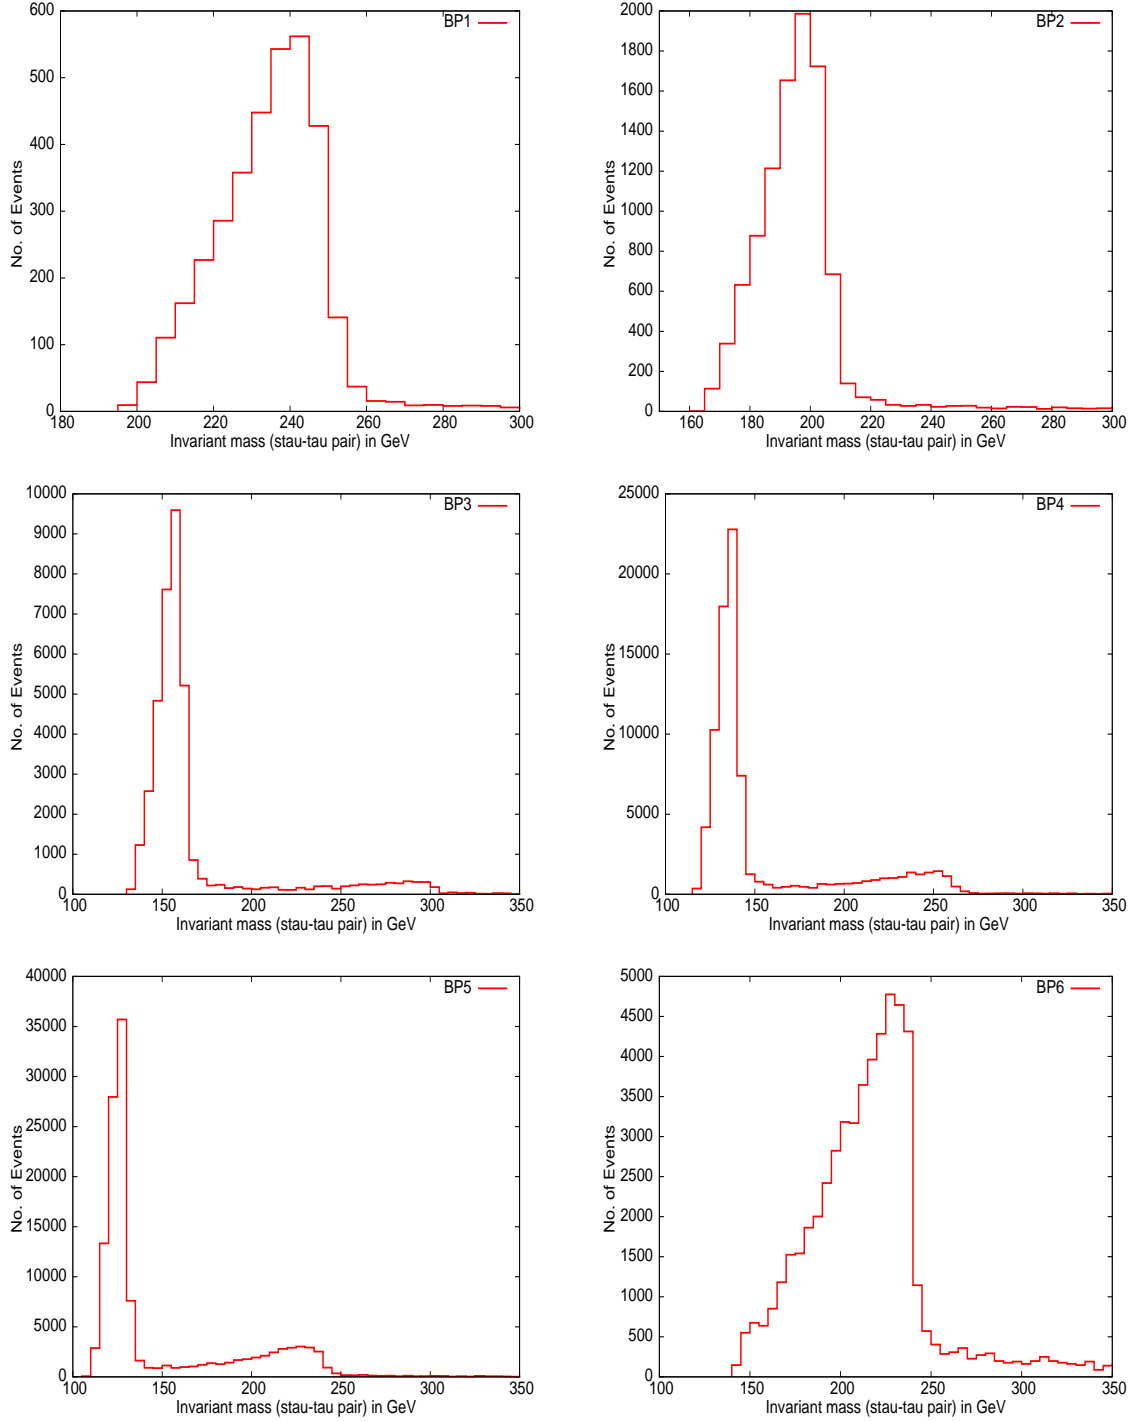 600
500
400
300
200
100
0
180 200 220 240 260 280 300
No. of Events
Invariant mass (stau-tau pair) in GeV
BP1
2000
1800
1600
1400
1200
1000
800
600
400
200
0
160 180 200 220 240 260 280 300
No. of Events
Invariant mass (stau-tau pair) in GeV
BP2
10000
9000
8000
7000
6000
5000
4000
3000
2000
1000
0
100 150 200 250 300 350
No. of Events
Invariant mass (stau-tau pair) in GeV
BP3
25000
20000
15000
10000
5000
0
100 150 200 250 300 350
No. of Events
Invariant mass (stau-tau pair) in GeV
BP4
40000
35000
30000
25000
20000
15000
10000
5000
0
100 150 200 250 300 350
No. of Events
Invariant mass (stau-tau pair) in GeV
BP5
5000
4500
4000
3500
3000
2500
2000
1500
1000
500
0
100 150 200 250 300 350
No. of Events
Invariant mass (stau-tau pair) in GeV
BP6